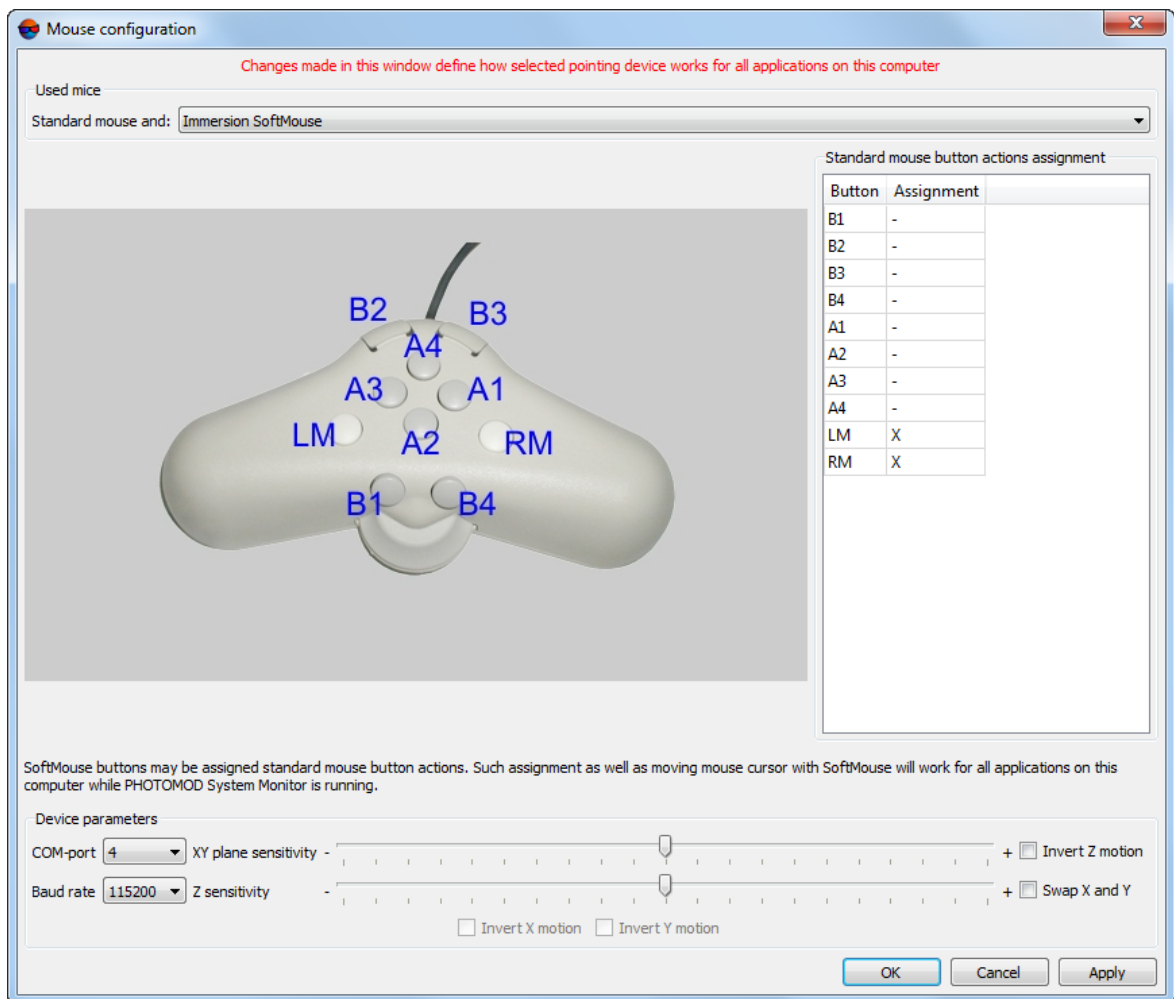 Mouse configuration
Changes made in this window define how selected pointing device works for all applications on this computer
Used mice
Standard mouse and: Immersion SoftMouse
Standard mouse button actions assignment
Button Assignment
B1 -
B2 -
B3 -
B4 -
A1 -
A2 -
A3 -
A4 -
LM X
RM X
B2 B3
A4
A3 A1
LM A2 RM
B1 B4
SoftMouse buttons may be assigned standard mouse button actions. Such assignment as well as moving mouse cursor with SoftMouse will work for all applications on this
computer while PHOTOMOD System Monitor is running.
Device parameters
COM-port 4 XY plane sensitivity - + Invert Z motion
Baud rate 115200 Z sensitivity - + Swap X and Y
Invert X motion Invert Y motion
OK Cancel Apply